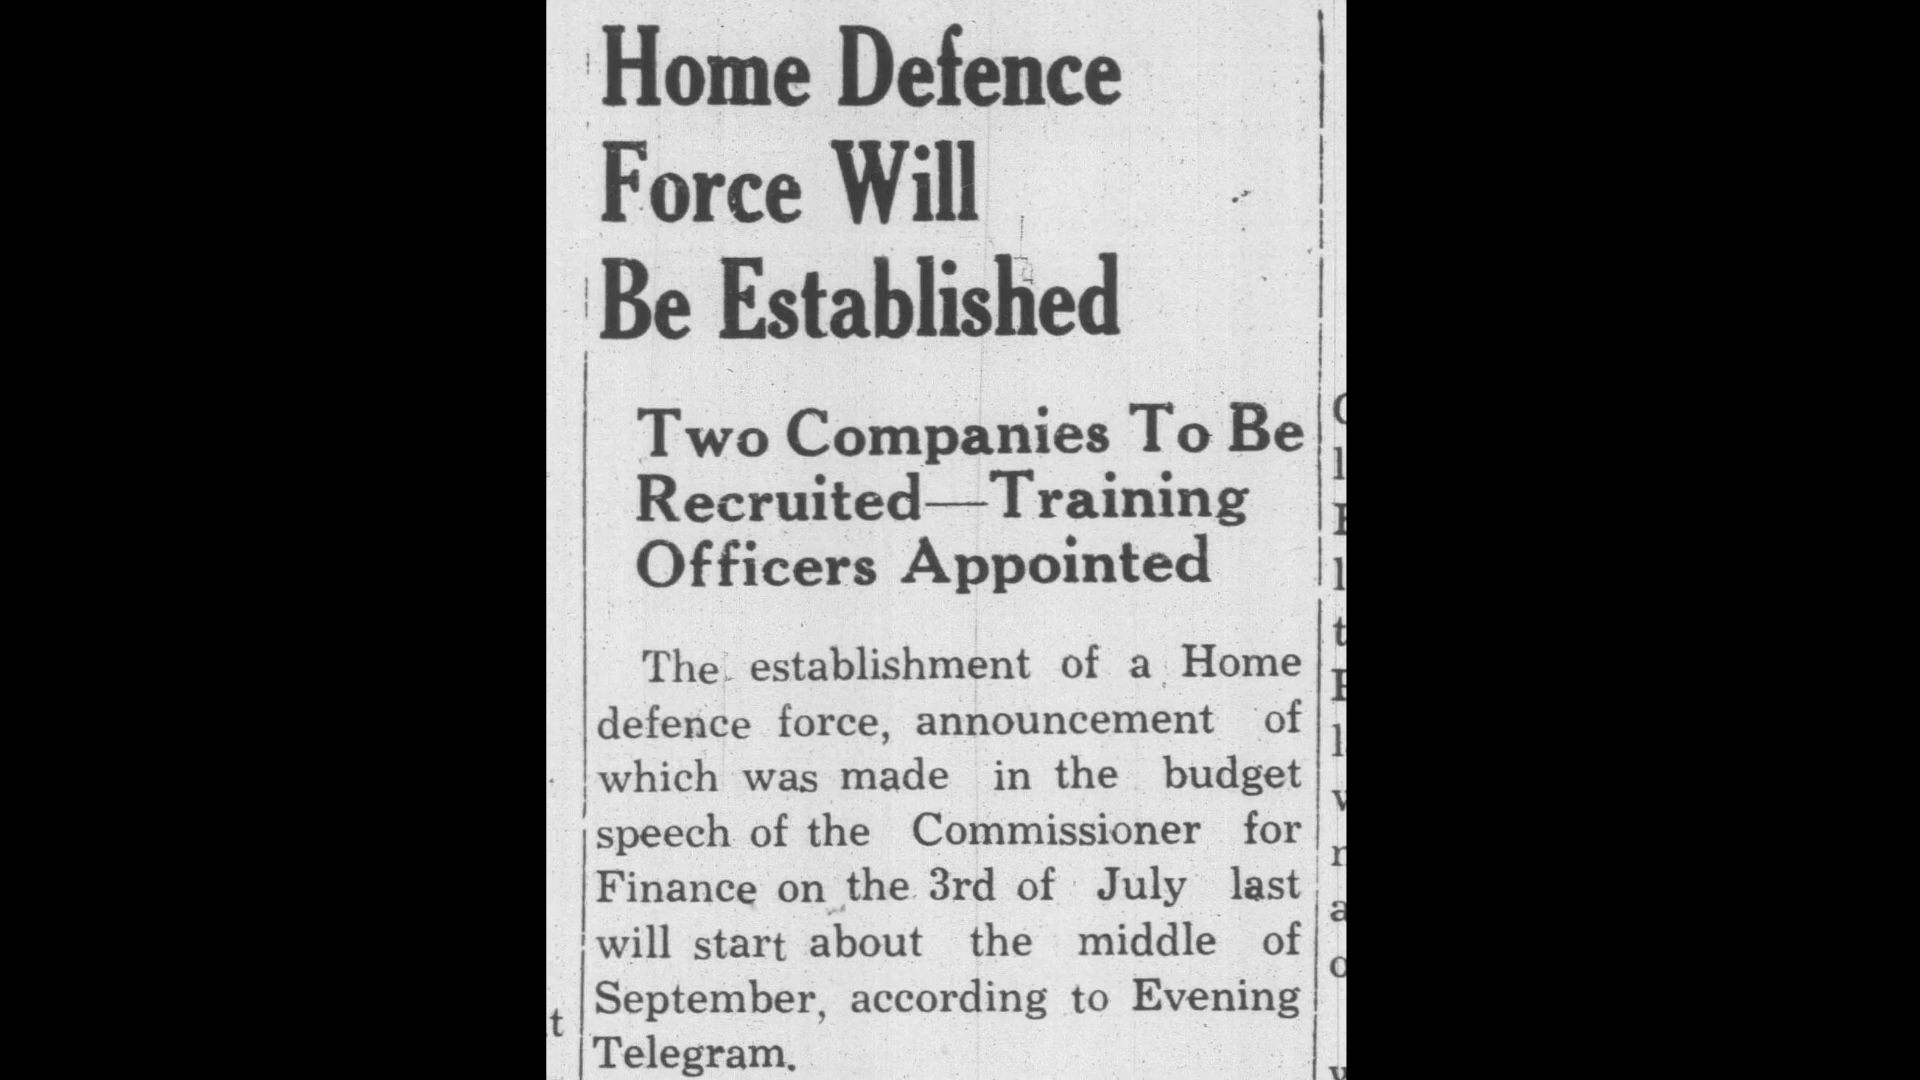 Home Defence
Force Will
Be Established
Two Companies To Be
Recruited—Training
Officers Appointed
The establishment of a Home
defence force, announcement of
which was made in the budget
speech of the Commissioner for
Finance on the 3rd of July last
will start about the middle of
September, according to Evening
Telegram.